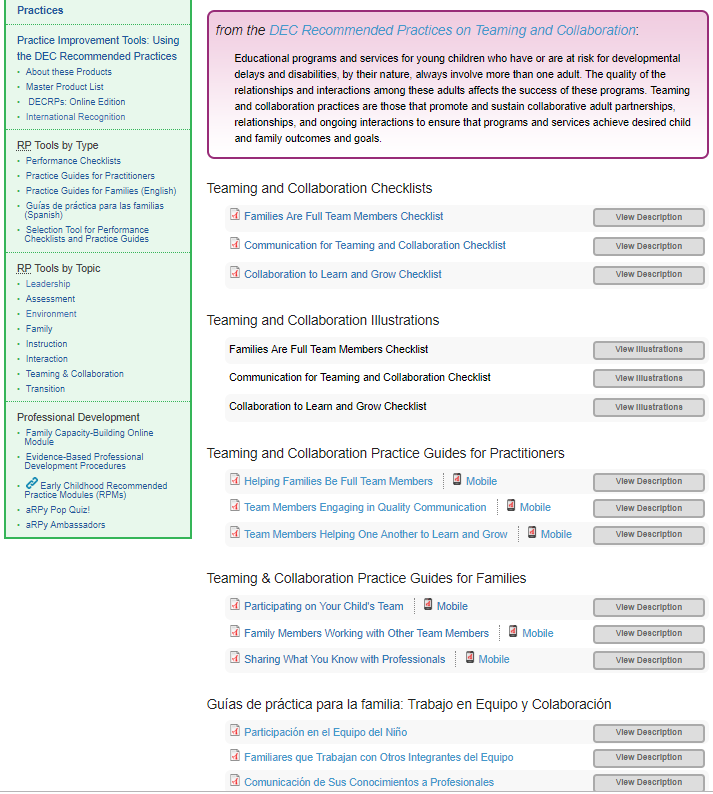 Practices
Practice Improvement Tools: Using
the DEC Recommended Practices
About these Products
Master Product List
DECRPs: Online Edition
International Recognition
RP Tools by Type
Performance Checklists
Practice Guides for Practitioners
Practice Guides for Families (English)
Guías de práctica para las familias
(Spanish)
Selection Tool for Performance
Checklists and Practice Guides
RP Tools by Topic
Leadership
Assessment
Environment
Family
Instruction
Interaction
Teaming & Collaboration
Transition
Professional Development
Family Capacity-Building Online
Module
Evidence-Based Professional
Development Procedures
Early Childhood Recommended
Practice Modules (RPMs)
aRPy Pop Quiz!
aRPy Ambassadors
from the DEC Recommended Practices on Teaming and Collaboration:
Educational programs and services for young children who have or are at risk for developmental
delays and disabilities, by their nature, always involve more than one adult. The quality of the
relationships and interactions among these adults affects the success of these programs. Teaming
and collaboration practices are those that promote and sustain collaborative adult partnerships,
relationships, and ongoing interactions to ensure that programs and services achieve desired child
and family outcomes and goals.
Teaming and Collaboration Checklists
Families Are Full Team Members Checklist View Description
Communication for Teaming and Collaboration Checklist View Description
Collaboration to Learn and Grow Checklist View Description
Teaming and Collaboration Illustrations
Families Are Full Team Members Checklist View Illustrations
Communication for Teaming and Collaboration Checklist View Illustrations
Collaboration to Learn and Grow Checklist View Illustrations
Teaming and Collaboration Practice Guides for Practitioners
Helping Families Be Full Team Members Mobile View Description
Team Members Engaging in Quality Communication Mobile View Description
Team Members Helping One Another to Learn and Grow Mobile View Description
Teaming & Collaboration Practice Guides for Families
Participating on Your Child's Team Mobile View Description
Family Members Working with Other Team Members Mobile View Description
Sharing What You Know with Professionals Mobile View Description
Guías de práctica para la familia: Trabajo en Equipo y Colaboración
Participación en el Equipo del Niño View Description
Familiares que Trabajan con Otros Integrantes del Equipo View Description
Comunicación de Sus Conocimientos a Profesionales View Description